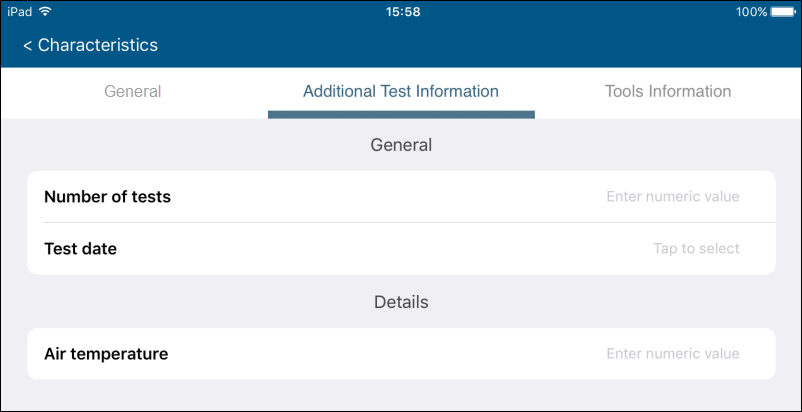 iPad 15:58 100%
< Characteristics
General Additional Test Information Tools Information
General
Number of tests Enter numeric value
Test date Tap to select
Details
Air temperature Enter numeric value